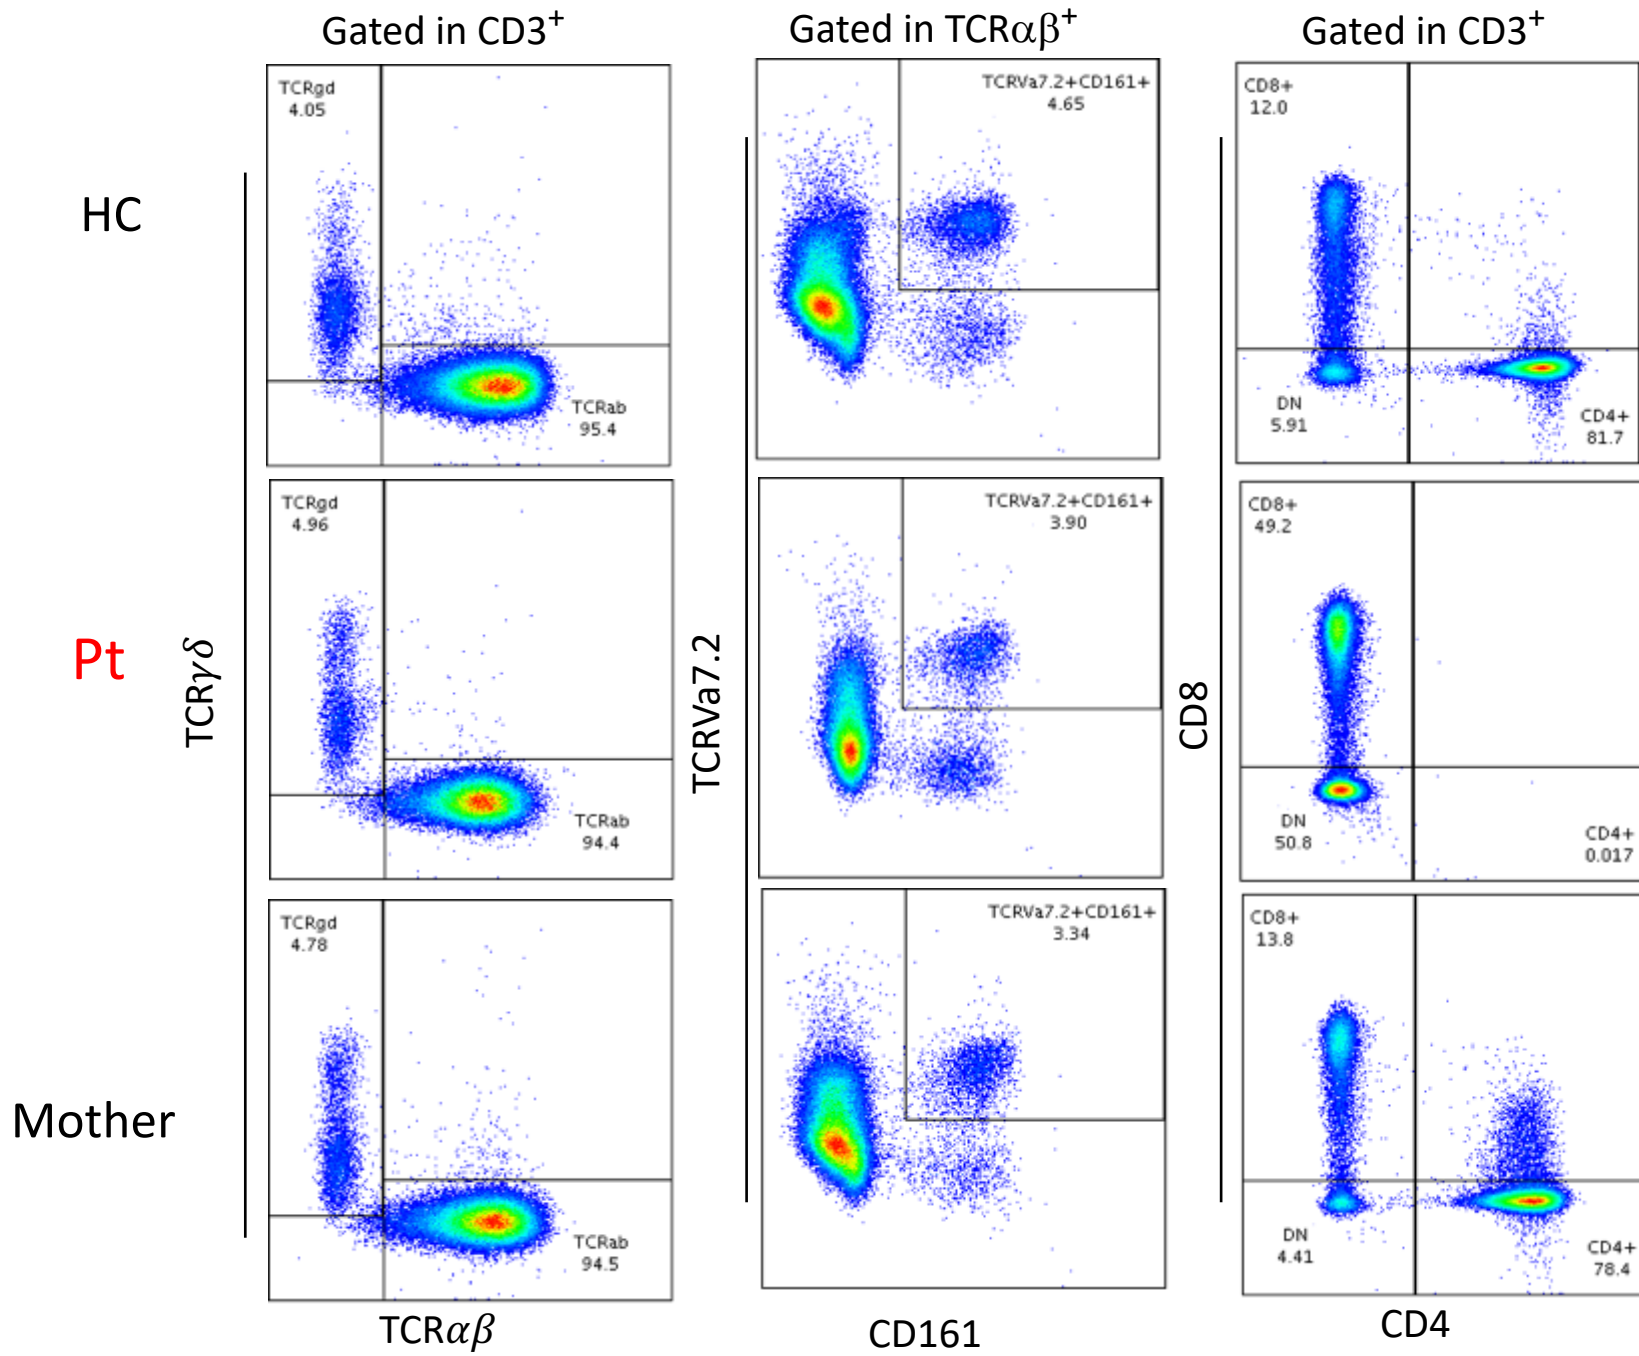 Gated in CD3⁺
Gated in TCRαβ⁺
Gated in CD3⁺
HC
TCRgd
4.05
TCRab
95.4
TCRVa7.2+CD161+
4.65
CD8+
12.0
DN
5.91
CD4+
81.7
Pt
TCRgd
4.96
TCRab
94.4
TCRVa7.2+CD161+
3.90
CD8+
49.2
DN
50.8
CD4+
0.017
TCRγδ
TCRVa7.2
CD8
Mother
TCRgd
4.78
TCRab
94.5
TCRVa7.2+CD161+
3.34
CD8+
13.8
DN
4.41
CD4+
78.4
TCRαβ
CD161
CD4